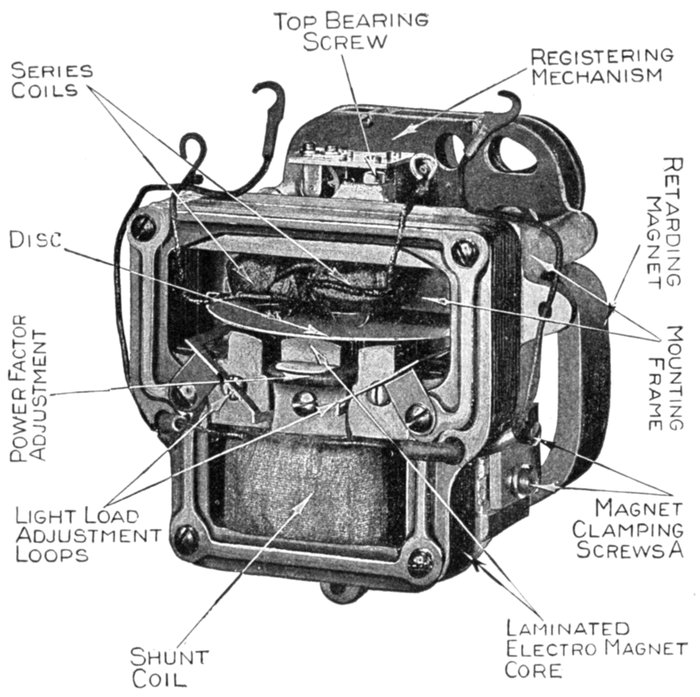 TOP BEARING
SCREW
REGISTERING
MECHANISM
SERIES
COILS
RETARDING
MAGNET
DISC
POWER FACTOR
ADJUSTMENT
MOUNTING
FRAME
LIGHT LOAD
ADJUSTMENT
LOOPS
MAGNET
CLAMPING
SCREWS A
LAMINATED
ELECTRO MAGNET
CORE
SHUNT
COIL